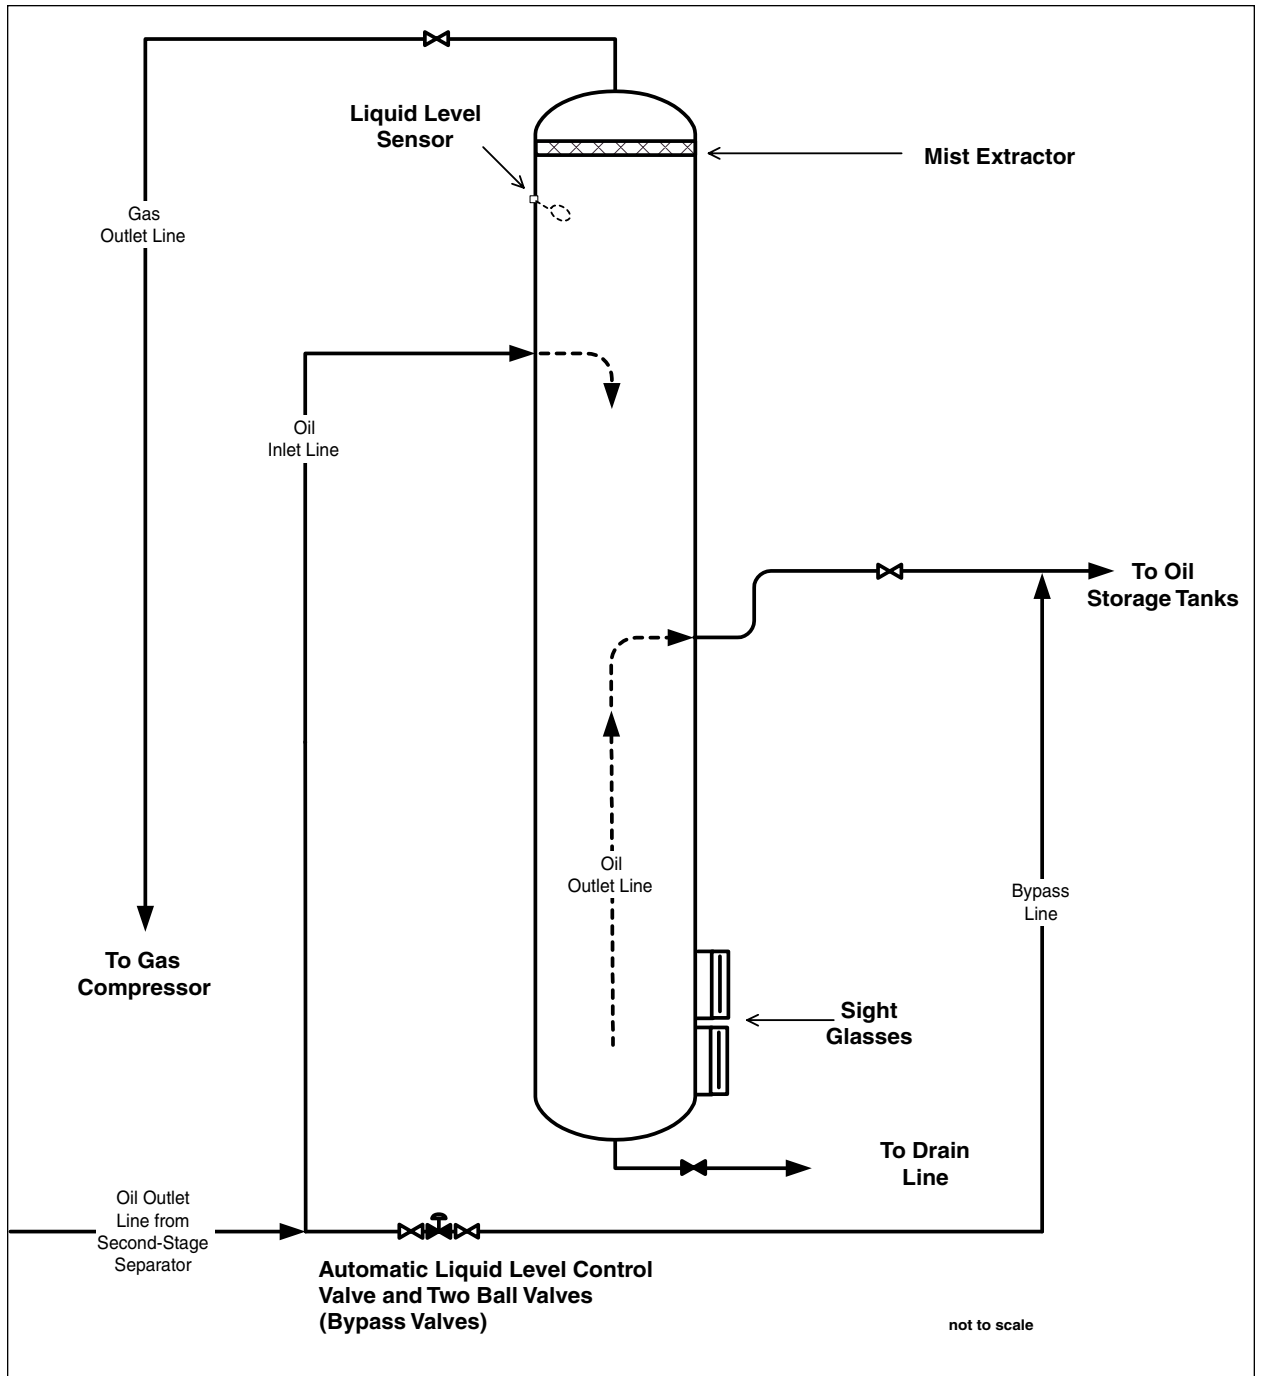 Liquid Level
Sensor
Mist Extractor
Gas
Outlet Line
Oil
Inlet Line
To Oil
Storage Tanks
Oil
Outlet Line
Bypass
Line
To Gas
Compressor
Sight
Glasses
To Drain
Line
Oil Outlet
Line from
Second-Stage
Separator
Automatic Liquid Level Control
Valve and Two Ball Valves
(Bypass Valves)
not to scale